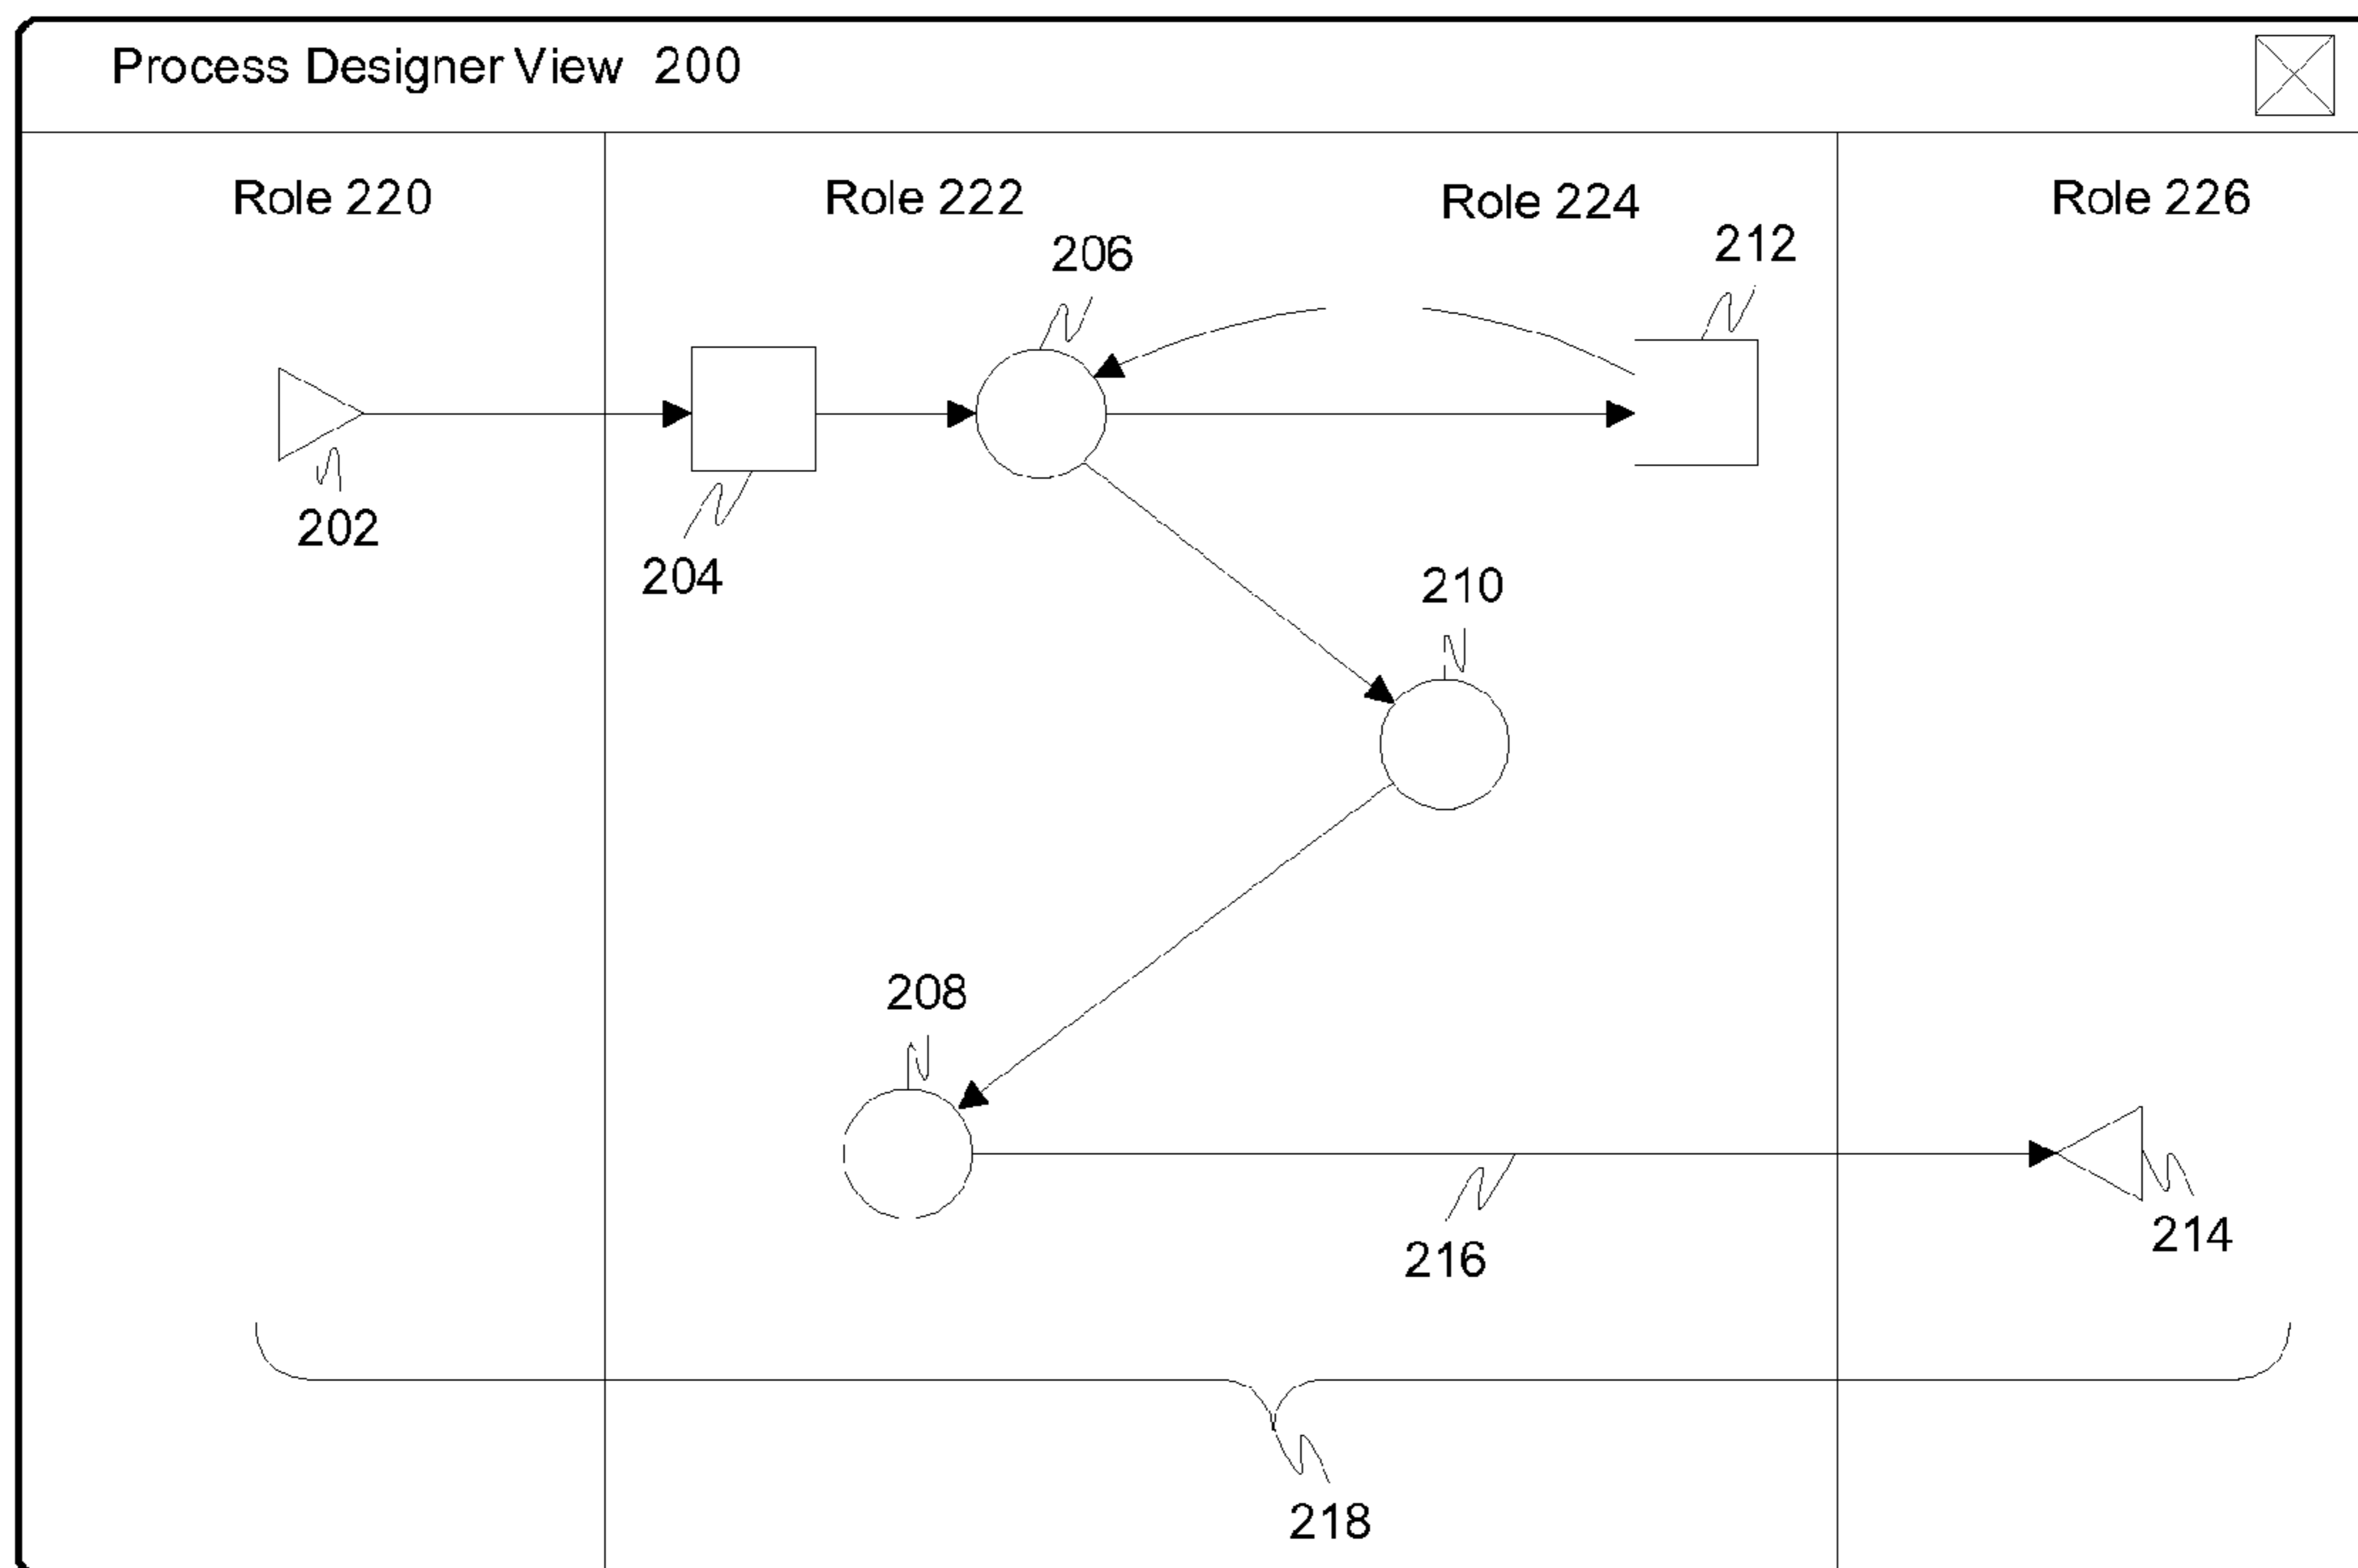 Process Designer View 200
Role 220
Role 222
Role 224
Role 226
206
212
202
204
210
208
216
214
218